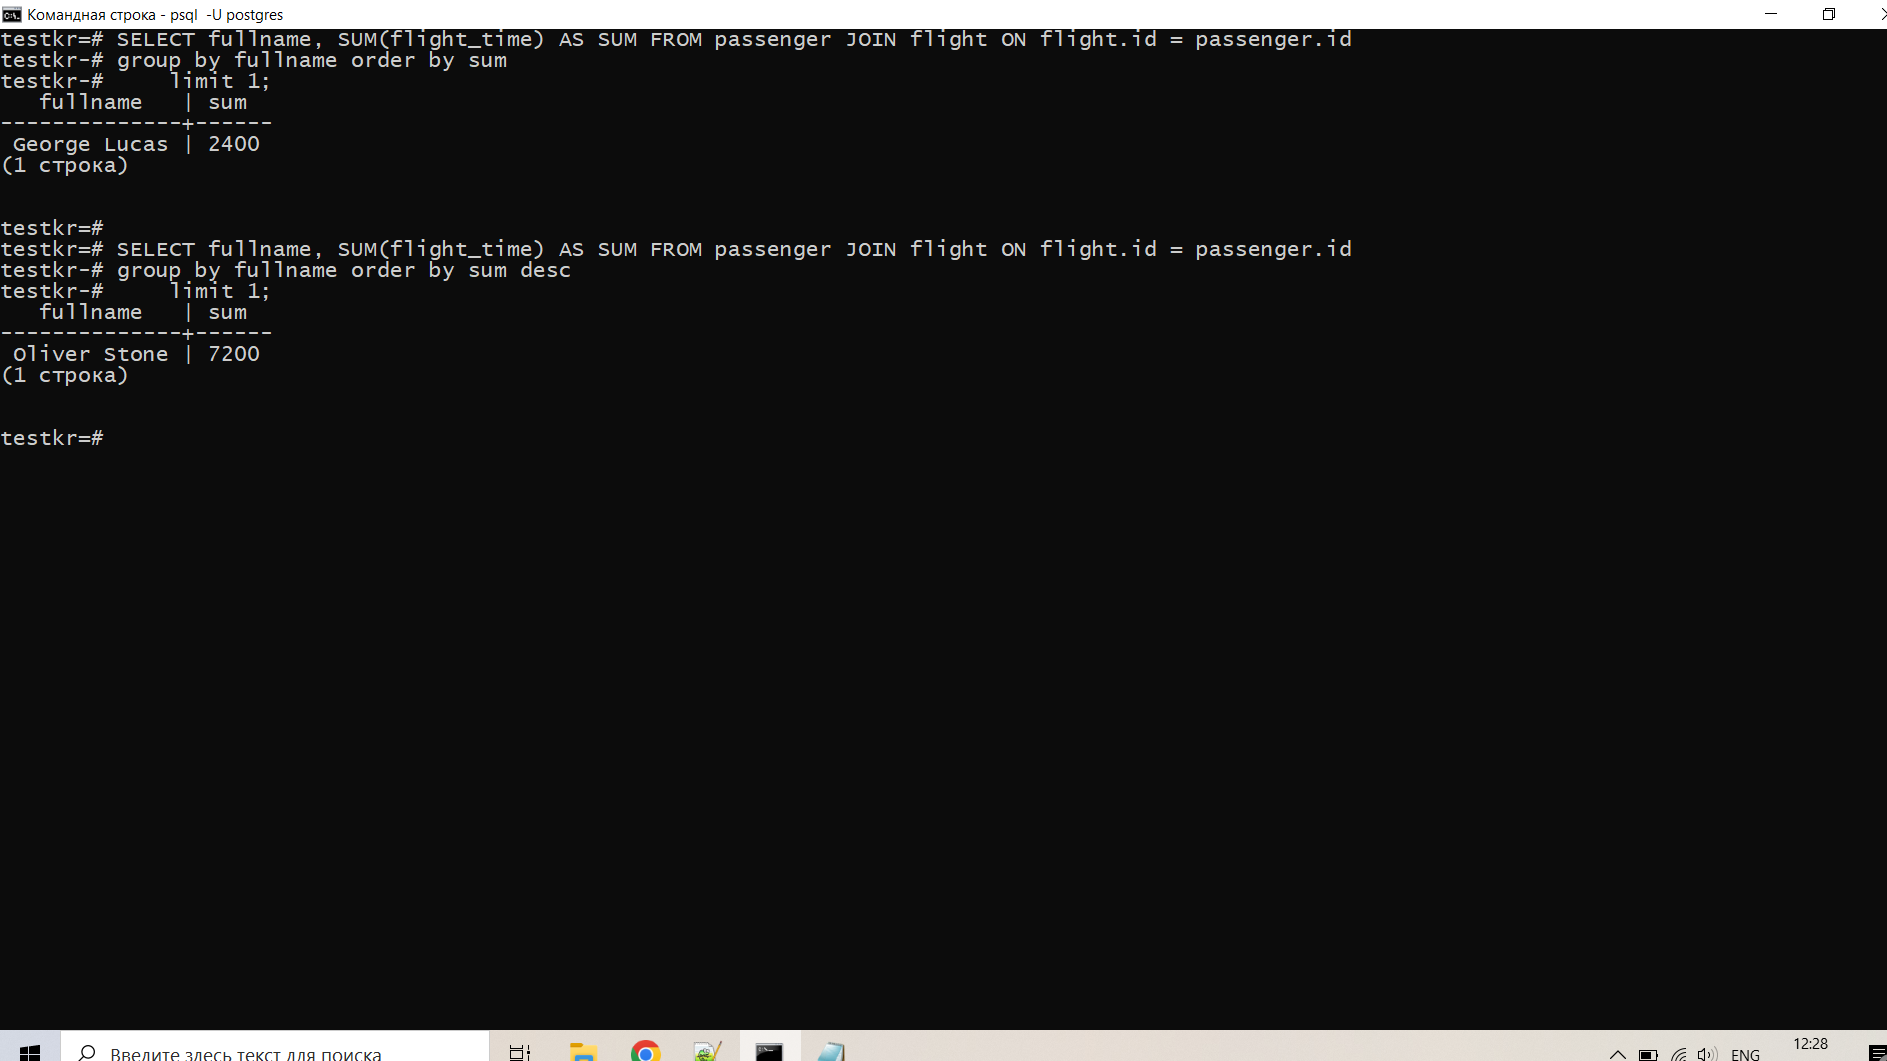 Командная строка - psql  -U postgres
testkr=# SELECT fullname, SUM(flight_time) AS SUM FROM passenger JOIN flight ON flight.id = passenger.id
testkr-# group by fullname order by sum
testkr-#     limit 1;
   fullname   | sum
--------------+------
 George Lucas | 2400
(1 строка)
testkr=#
testkr=# SELECT fullname, SUM(flight_time) AS SUM FROM passenger JOIN flight ON flight.id = passenger.id
testkr-# group by fullname order by sum desc
testkr-#     limit 1;
   fullname   | sum
--------------+------
 Oliver Stone | 7200
(1 строка)
testkr=#
Введите здесь текст для поиска
ENG
12:28